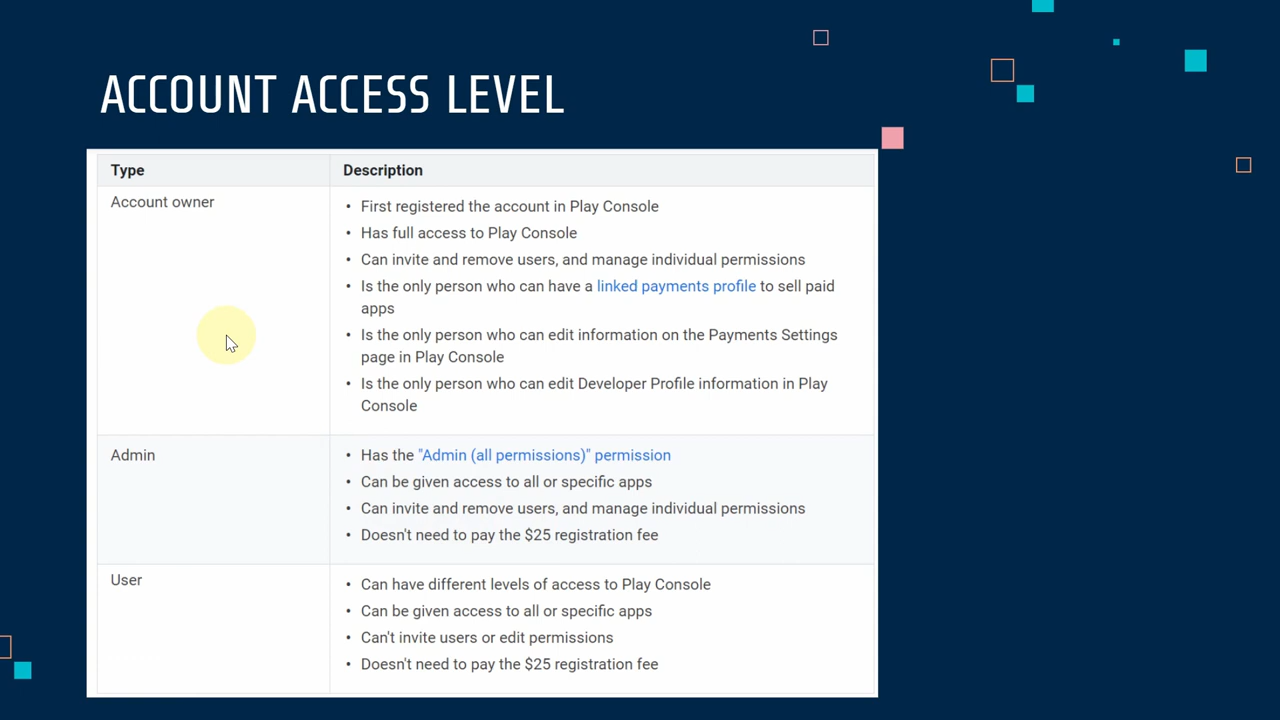 ACCOUNT ACCESS LEVEL
Type Description
Account owner
• First registered the account in Play Console
• Has full access to Play Console
• Can invite and remove users, and manage individual permissions
• Is the only person who can have a linked payments profile to sell paid
apps
• Is the only person who can edit information on the Payments Settings
page in Play Console
• Is the only person who can edit Developer Profile information in Play
Console
Admin
• Has the "Admin (all permissions)" permission
• Can be given access to all or specific apps
• Can invite and remove users, and manage individual permissions
• Doesn't need to pay the $25 registration fee
User
• Can have different levels of access to Play Console
• Can be given access to all or specific apps
• Can't invite users or edit permissions
• Doesn't need to pay the $25 registration fee